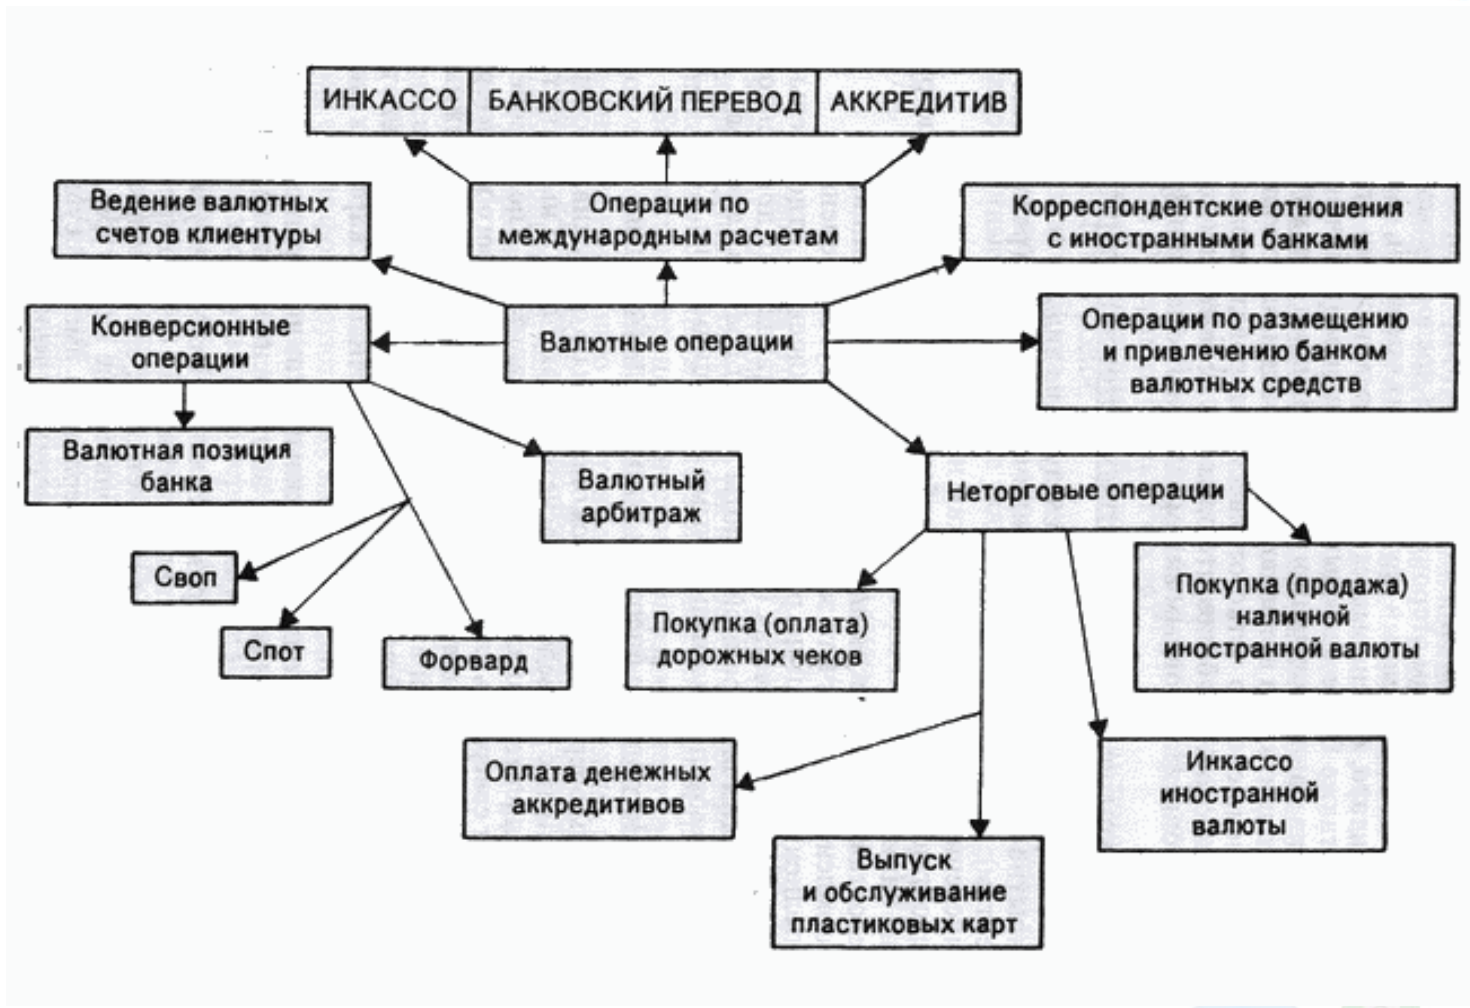 ИНКАССО БАНКОВСКИЙ ПЕРЕВОД АККРЕДИТИВ
Ведение валютных
счетов клиентуры
Операции по
международным расчетам
Корреспондентские отношения
с иностранными банками
Конверсионные
операции
Валютные операции
Операции по размещению
и привлечению банком
валютных средств
Валютная позиция
банка
Валютный
арбитраж
Неторговые операции
Своп
Спот
Форвард
Покупка (оплата)
дорожных чеков
Покупка (продажа)
наличной
иностранной валюты
Оплата денежных
аккредитивов
Инкассо
иностранной
валюты
Выпуск
и обслуживание
пластиковых карт